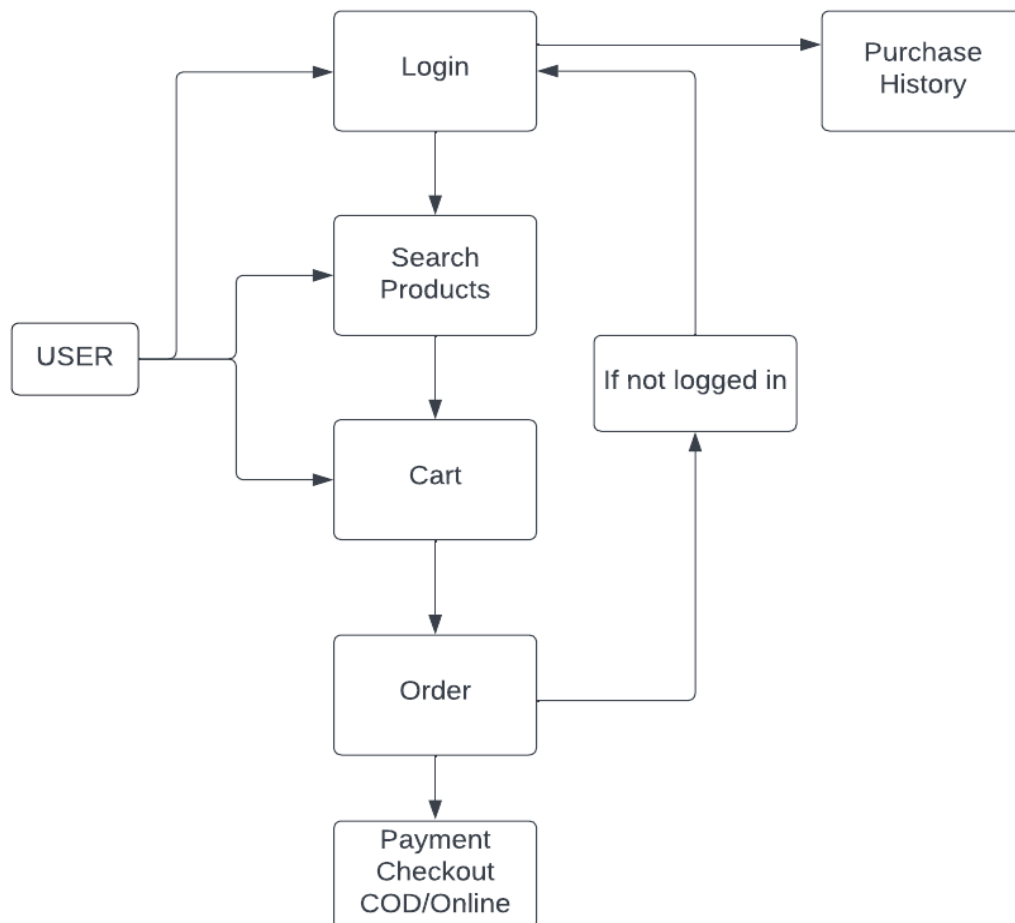 Login
Purchase
History
Search
Products
USER
If not logged in
Cart
Order
Payment
Checkout
COD/Online